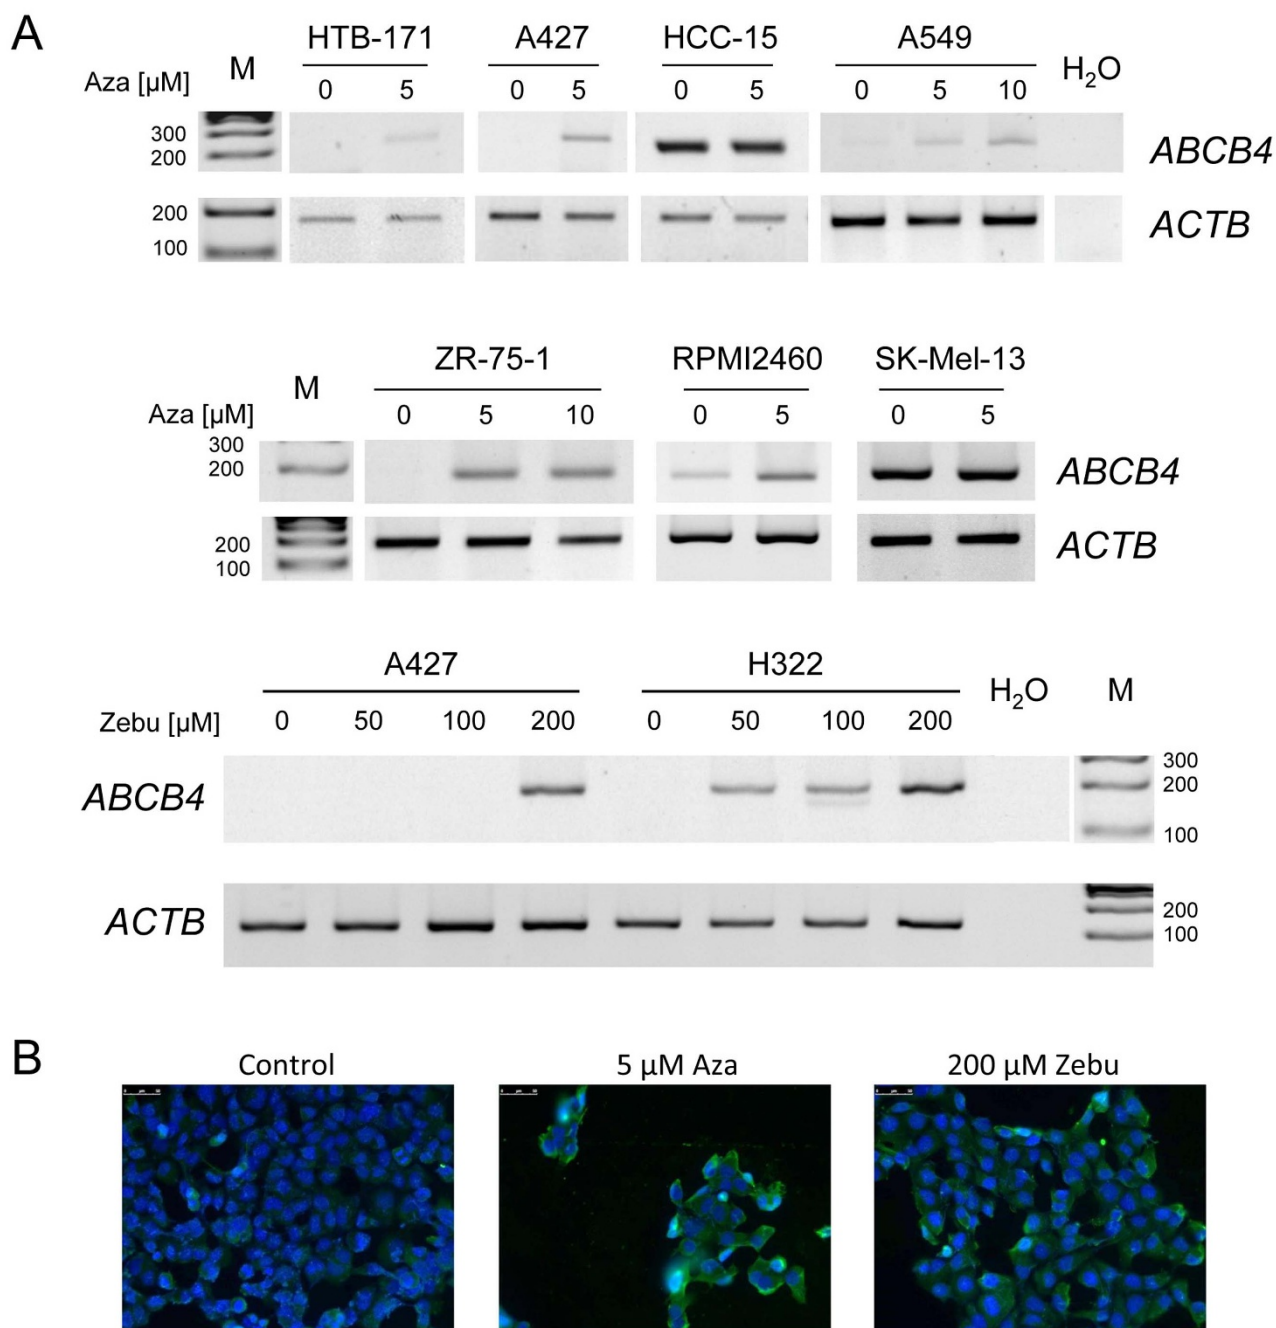 A
HTB-171 A427 HCC-15 A549
M H₂O
Aza [µM] 0 5 0 5 0 5 0 5 10
300
200
ABCB4
200
100
ACTB
ZR-75-1 RPMI2460 SK-Mel-13
M
Aza [µM] 0 5 10 0 5 0 5
300
200
ABCB4
200
100
ACTB
A427 H322
H₂O M
Zebu [µM] 0 50 100 200 0 50 100 200
300
200
ABCB4
100
ACTB
200
100
B
Control 5 µM Aza 200 µM Zebu